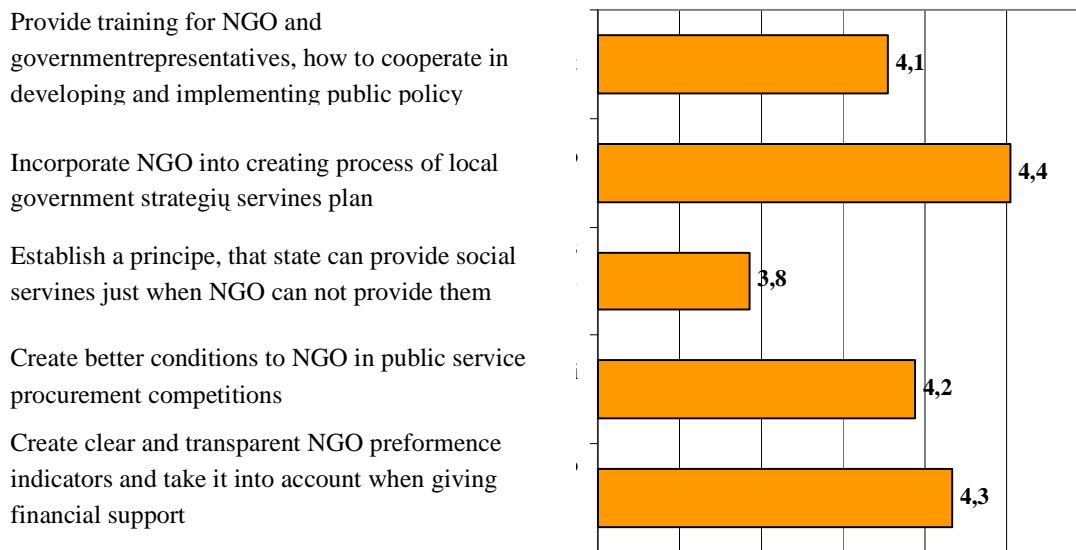 Provide training for NGO and
governmentrepresentatives, how to cooperate in
developing and implementing public policy
4,1
Incorporate NGO into creating process of local
government strategių servines plan
4,4
Establish a principe, that state can provide social
servines just when NGO can not provide them
3,8
Create better conditions to NGO in public service
procurement competitions
4,2
Create clear and transparent NGO preformence
indicators and take it into account when giving
financial support
4,3